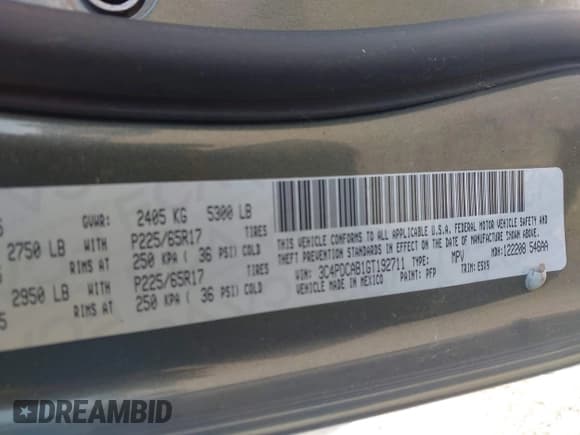 GVWR: 2405 KG 5300 LB
2750 LB WITH P225/65R17 TIRES
RIMS AT 250 KPA ( 36 PSI) COLD
2950 LB WITH P225/65R17 TIRES
RIMS AT 250 KPA ( 36 PSI) COLD
THIS VEHICLE CONFORMS TO ALL APPLICABLE U.S.A. FEDERAL MOTOR VEHICLE SAFETY AND
THEFT PREVENTION STANDARDS IN EFFECT ON THE DATE OF MANUFACTURE SHOWN ABOVE.
VIN: 3C4PDCAB1GT192711 TYPE: MPV MDH: 122208 546AA
MADE IN MEXICO PAINT: PFP TRIM: E5X9
DREAMBID